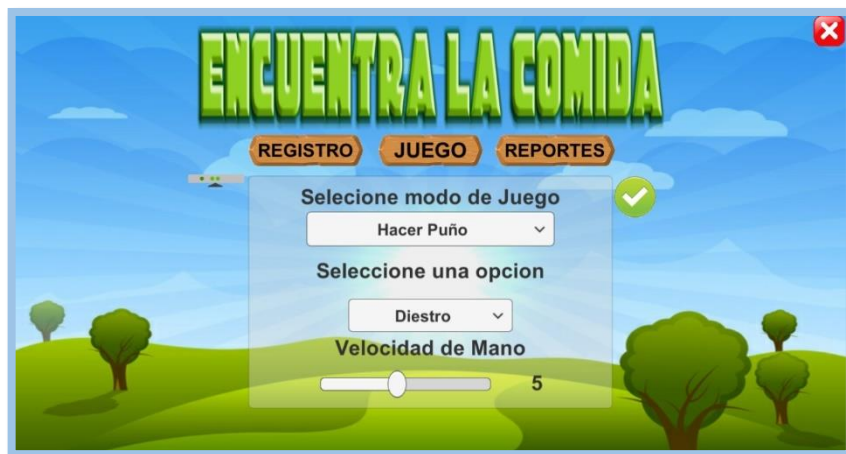 ENCUENTRA LA COMIDA
REGISTRO JUEGO REPORTES
Selecione modo de Juego
Hacer Puño
Seleccione una opcion
Diestro
Velocidad de Mano
5